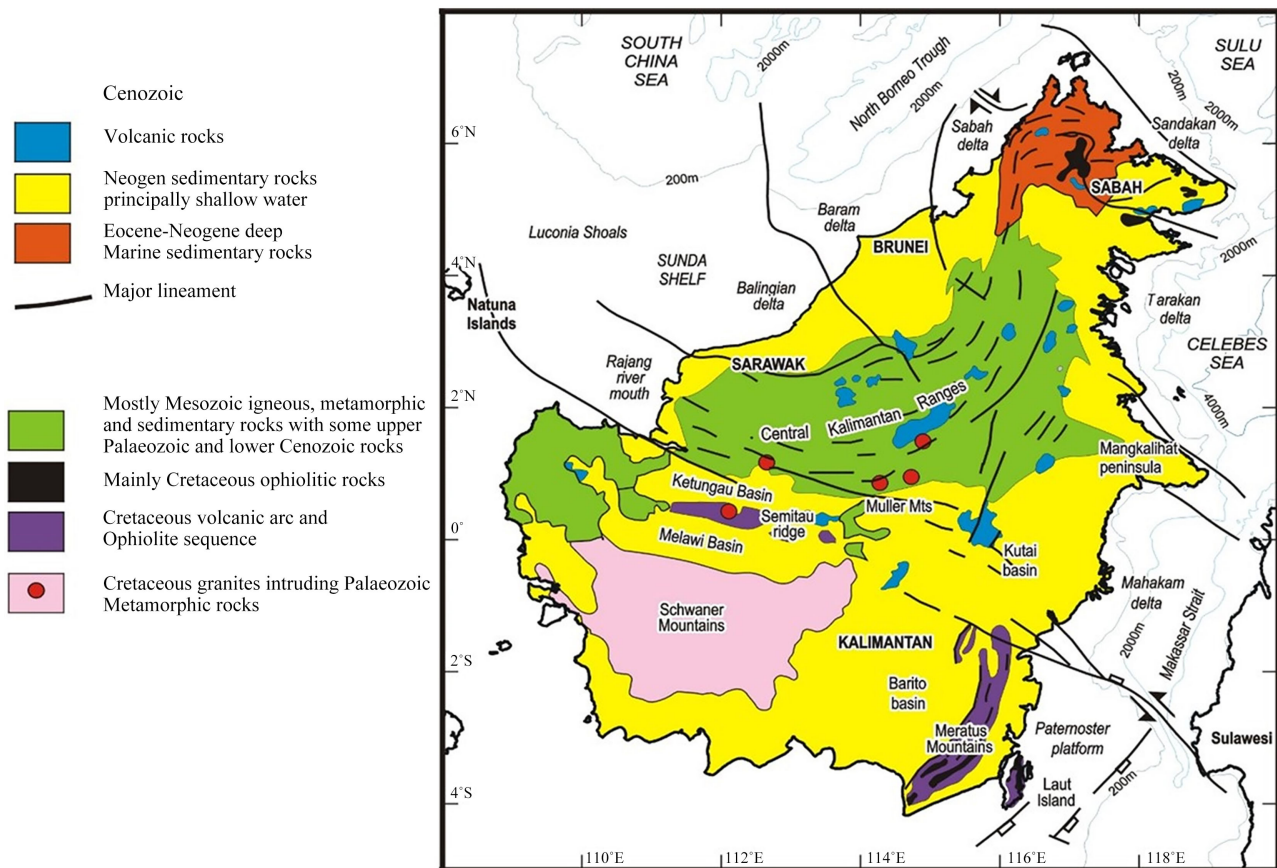 Cenozoic
Volcanic rocks
Neogen sedimentary rocks
principally shallow water
Eocene-Neogene deep
Marine sedimentary rocks
Major lineament
Mostly Mesozoic igneous, metamorphic
and sedimentary rocks with some upper
Palaeozoic and lower Cenozoic rocks
Mainly Cretaceous ophiolitic rocks
Cretaceous volcanic arc and
Ophiolite sequence
Cretaceous granites intruding Palaeozoic
Metamorphic rocks
SOUTH
CHINA
SEA
2000m
North Borneo Trough
2000m
SULU
SEA
200m
2000m
6°N
Sabah
delta
Sandakan
delta
200m
SABAH
Baram
delta
Luconia Shoals
BRUNEI
2000m
SUNDA
SHELF
4°N
Balingian
delta
Natuna
Islands
Tarakan
delta
CELEBES
SEA
Rajang
river
mouth
SARAWAK
2°N
4000m
Central
Kalimantan
Ranges
Mangkalihat
peninsula
Ketungau Basin
Muller Mts
Semitau
ridge
0°
Melawi Basin
Kutai
basin
Mahakam
delta
Schwaner
Mountains
2000m
Makassar Strait
KALIMANTAN
2°S
Barito
basin
Meratus
Mountains
Paternoster
platform
Sulawesi
4°S
Laut
Island
200m
110°E
112°E
114°E
116°E
118°E